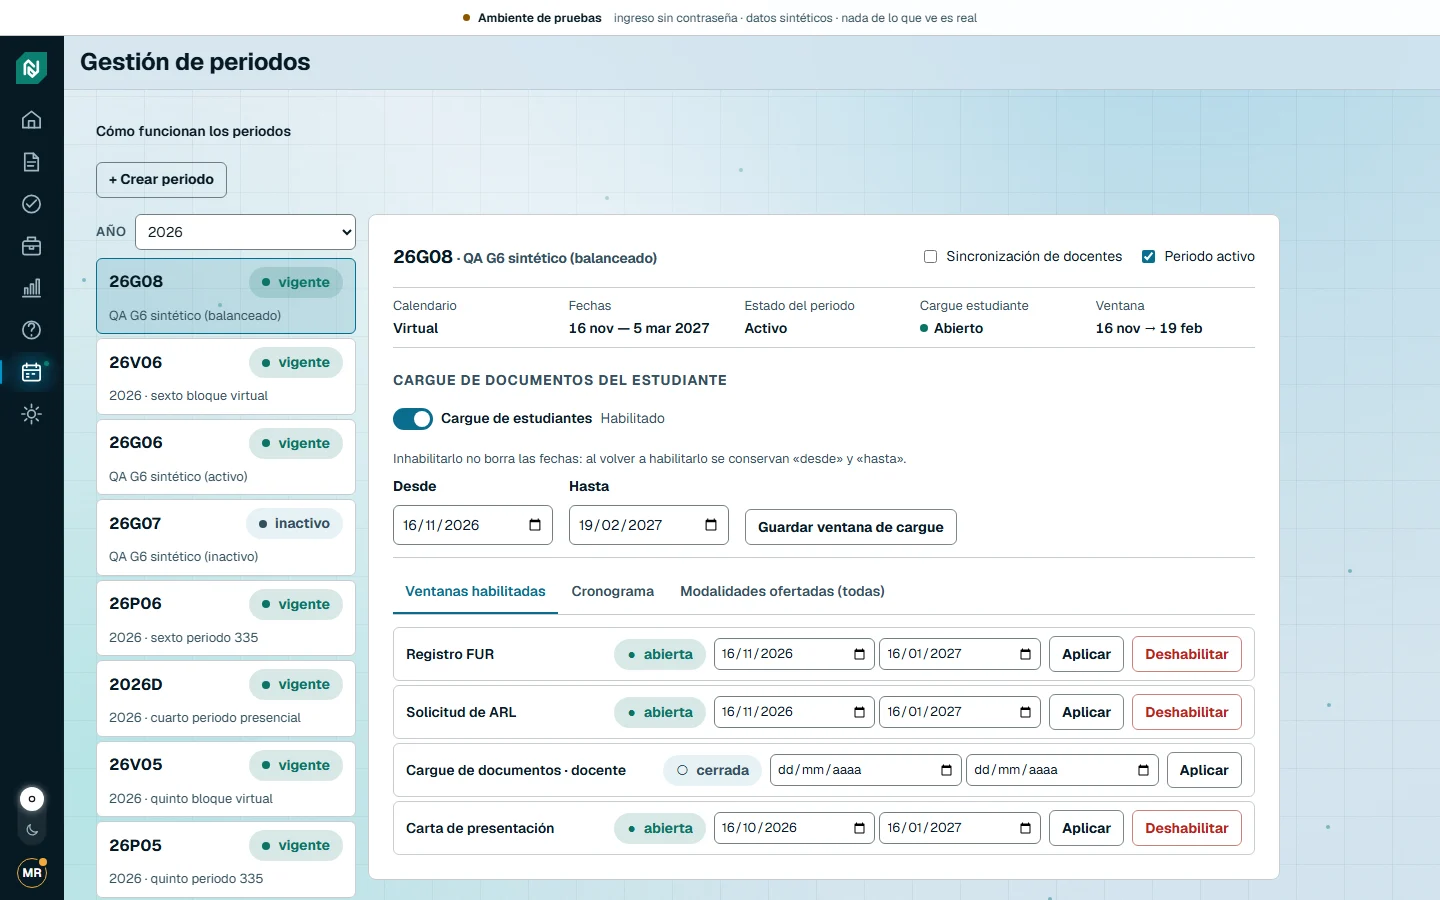 Ambiente de pruebas ingreso sin contraseña · datos sintéticos · nada de lo que ve es real
Gestión de periodos
Cómo funcionan los periodos
+ Crear periodo
AÑO 2026
26G08 vigente
QA G6 sintético (balanceado)
26V06 vigente
2026 · sexto bloque virtual
26G06 vigente
QA G6 sintético (activo)
26G07 inactivo
QA G6 sintético (inactivo)
26P06 vigente
2026 · sexto periodo 335
2026D vigente
2026 · cuarto periodo presencial
26V05 vigente
2026 · quinto bloque virtual
26P05 vigente
2026 · quinto periodo 335
MR
26G08 · QA G6 sintético (balanceado) Sincronización de docentes Periodo activo
Calendario Fechas Estado del periodo Cargue estudiante Ventana
Virtual 16 nov — 5 mar 2027 Activo Abierto 16 nov → 19 feb
CARGUE DE DOCUMENTOS DEL ESTUDIANTE
Cargue de estudiantes Habilitado
Inhabilitarlo no borra las fechas: al volver a habilitarlo se conservan «desde» y «hasta».
Desde Hasta
16/11/2026 19/02/2027 Guardar ventana de cargue
Ventanas habilitadas Cronograma Modalidades ofertadas (todas)
Registro FUR abierta 16/11/2026 16/01/2027 Aplicar Deshabilitar
Solicitud de ARL abierta 16/11/2026 16/01/2027 Aplicar Deshabilitar
Cargue de documentos · docente cerrada dd/mm/aaaa dd/mm/aaaa Aplicar
Carta de presentación abierta 16/10/2026 16/01/2027 Aplicar Deshabilitar